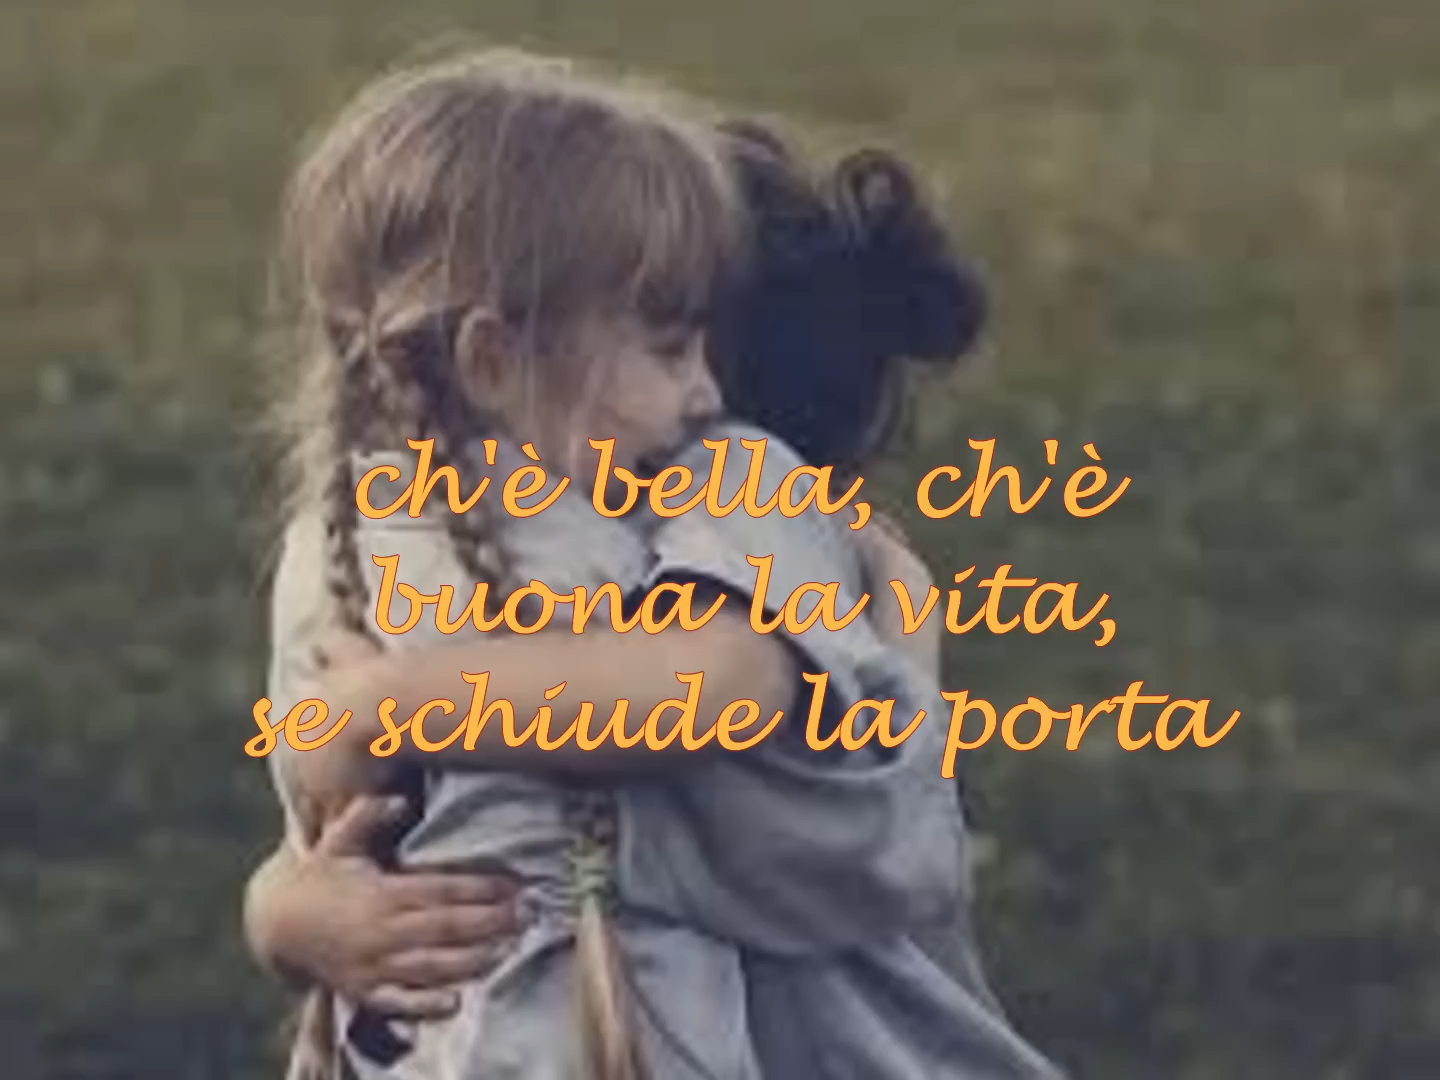 ch'è bella, ch'è
buona la vita,
se schiude la porta